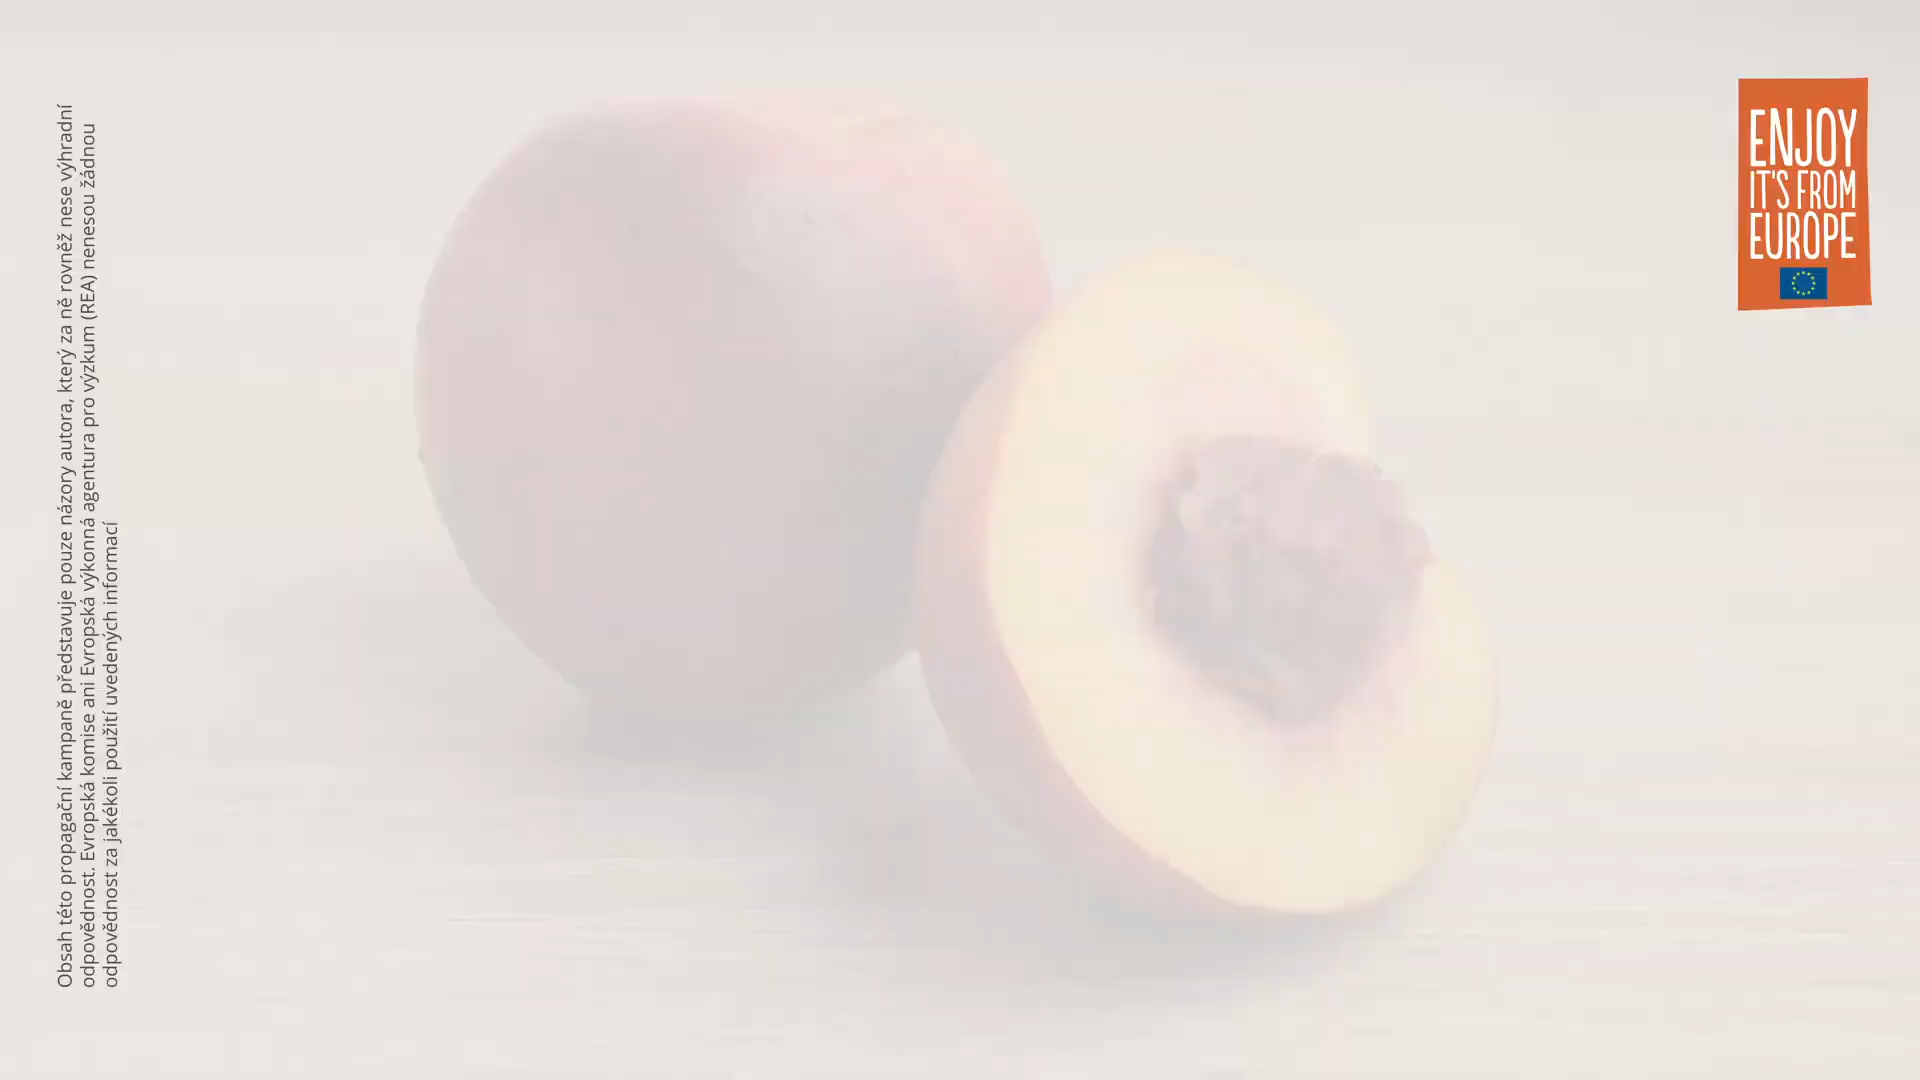 Obsah této propagační kampaně představuje pouze názory autora, který za ně rovněž nese výhradní
odpovědnost. Evropská komise ani Evropská výkonná agentura pro výzkum (REA) nenesou žádnou
odpovědnost za jakékoli použití uvedených informací
ENJOY
IT'S FROM
EUROPE